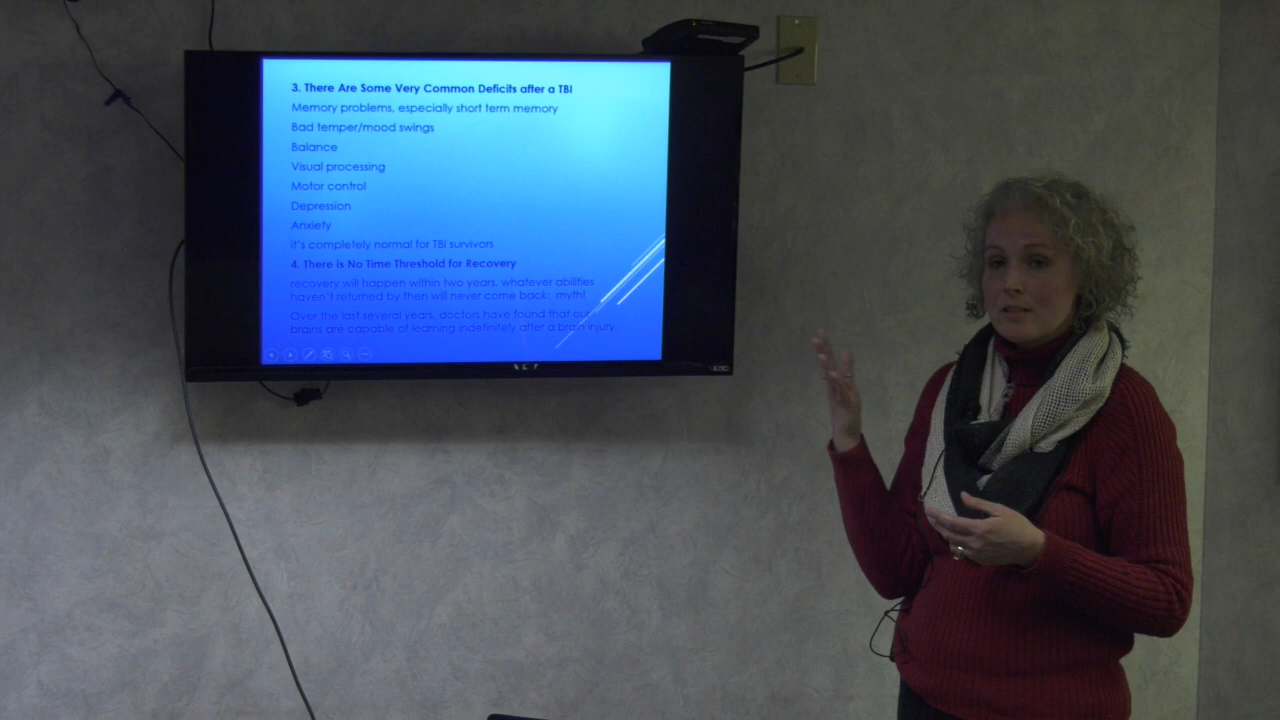 3. There Are Some Very Common Deficits after a TBI
Memory problems, especially short term memory
Bad temper/mood swings
Balance
Visual processing
Motor control
Depression
Anxiety
it's completely normal for TBI survivors
4. There is No Time Threshold for Recovery
recovery will happen within two years, whatever abilities
haven't returned by then will never come back: myth!
Over the last several years, doctors have found that our
brains are capable of learning indefinitely after a brain injury.